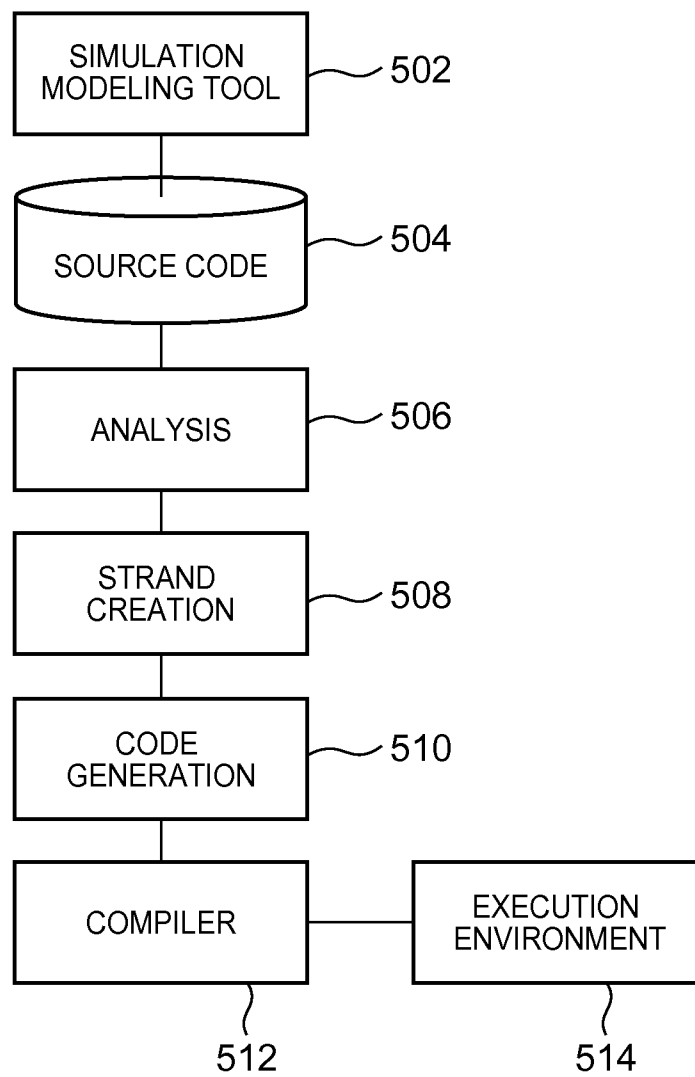 SIMULATION
MODELING TOOL
502
SOURCE CODE
504
ANALYSIS
506
STRAND
CREATION
508
CODE
GENERATION
510
COMPILER
EXECUTION
ENVIRONMENT
512
514